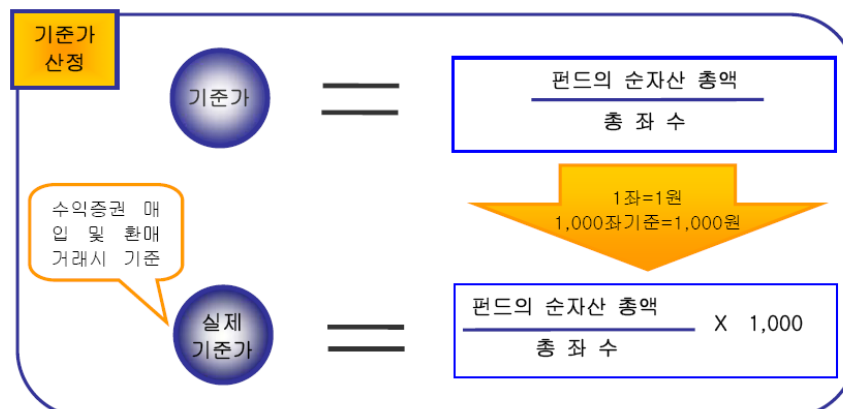 기준가
산정
기준가
펀드의 순자산 총액
총 좌 수
1좌=1원
1,000좌기준=1,000원
수익증권 매
입 및 환매
거래시 기준
실제
기준가
펀드의 순자산 총액
총 좌 수
X 1,000